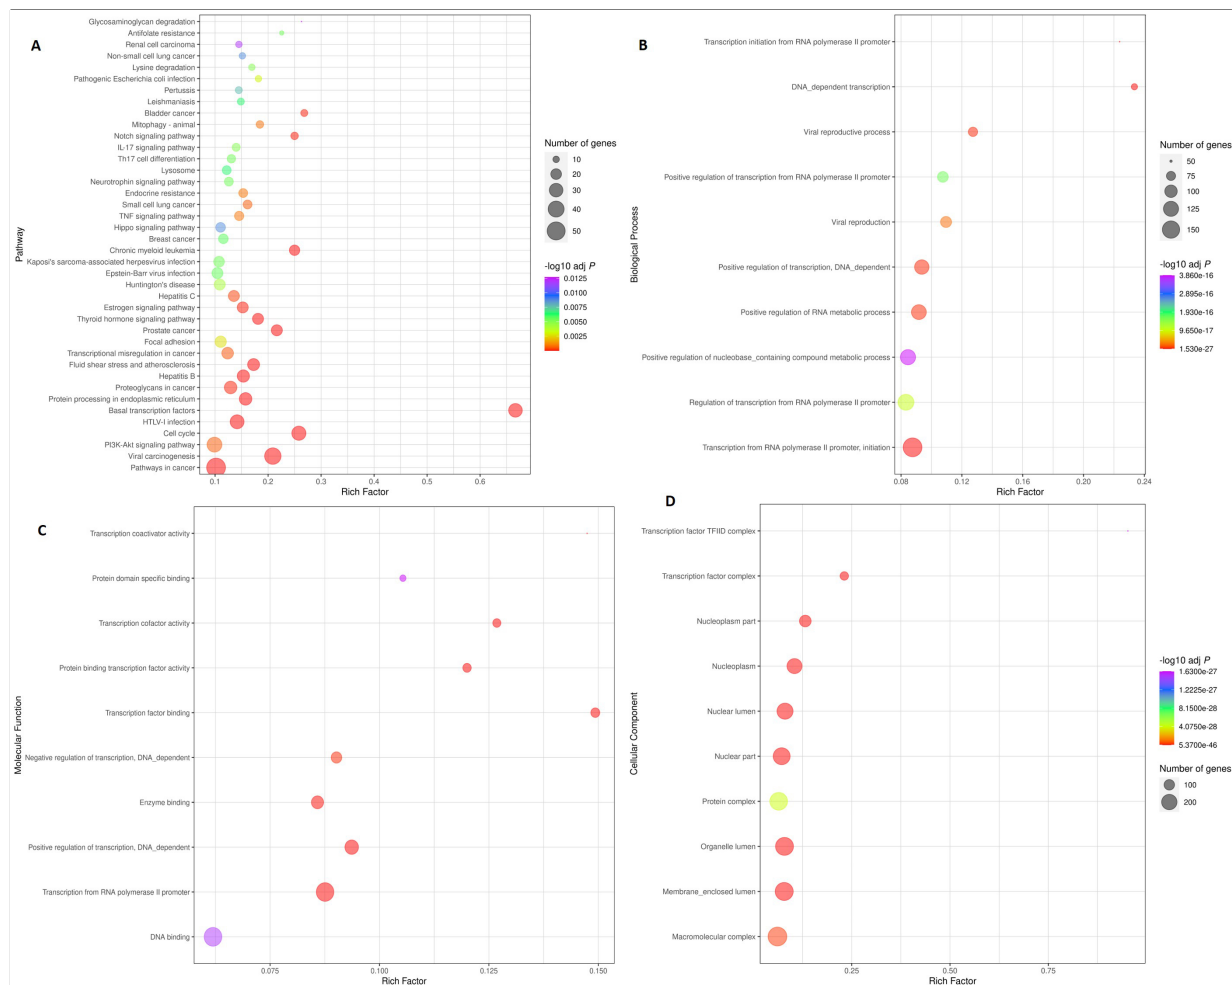 A
Pathway
Glycosaminoglycan degradation
Antifolate resistance
Renal cell carcinoma
Non-small cell lung cancer
Lysine degradation
Pathogenic Escherichia coli infection
Pertussis
Leishmaniasis
Bladder cancer
Mitophagy - animal
Notch signaling pathway
IL-17 signaling pathway
Th17 cell differentiation
Lysosome
Neurotrophin signaling pathway
Endocrine resistance
Small cell lung cancer
TNF signaling pathway
Hippo signaling pathway
Breast cancer
Chronic myeloid leukemia
Kaposi's sarcoma-associated herpesvirus infection
Epstein-Barr virus infection
Huntington's disease
Hepatitis C
Estrogen signaling pathway
Thyroid hormone signaling pathway
Prostate cancer
Focal adhesion
Transcriptional misregulation in cancer
Fluid shear stress and atherosclerosis
Hepatitis B
Proteoglycans in cancer
Protein processing in endoplasmic reticulum
Basal transcription factors
HTLV-I infection
Cell cycle
PI3K-Akt signaling pathway
Viral carcinogenesis
Pathways in cancer
0.1 0.2 0.3 0.4 0.5 0.6
Rich Factor
Number of genes
10
20
30
40
50
-log10 adj P
0.0125
0.0100
0.0075
0.0050
0.0025
B
Biological Process
Transcription initiation from RNA polymerase II promoter
DNA_dependent transcription
Viral reproductive process
Positive regulation of transcription from RNA polymerase II promoter
Viral reproduction
Positive regulation of transcription, DNA_dependent
Positive regulation of RNA metabolic process
Positive regulation of nucleobase_containing compound metabolic process
Regulation of transcription from RNA polymerase II promoter
Transcription from RNA polymerase II promoter, initiation
0.08 0.12 0.16 0.20 0.24
Rich Factor
Number of genes
50
75
100
125
150
-log10 adj P
3.860e-16
2.895e-16
1.930e-16
9.650e-17
1.530e-27
C
Molecular Function
Transcription coactivator activity
Protein domain specific binding
Transcription cofactor activity
Protein binding transcription factor activity
Transcription factor binding
Negative regulation of transcription, DNA_dependent
Enzyme binding
Positive regulation of transcription, DNA_dependent
Transcription from RNA polymerase II promoter
DNA binding
0.075 0.100 0.125 0.150
Rich Factor
D
Cellular Component
Transcription factor TFIID complex
Transcription factor complex
Nucleoplasm part
Nucleoplasm
Nuclear lumen
Nuclear part
Protein complex
Organelle lumen
Membrane_enclosed lumen
Macromolecular complex
0.25 0.50 0.75
Rich Factor
-log10 adj P
1.6300e-27
1.2225e-27
8.1500e-28
4.0750e-28
5.3700e-46
Number of genes
100
200